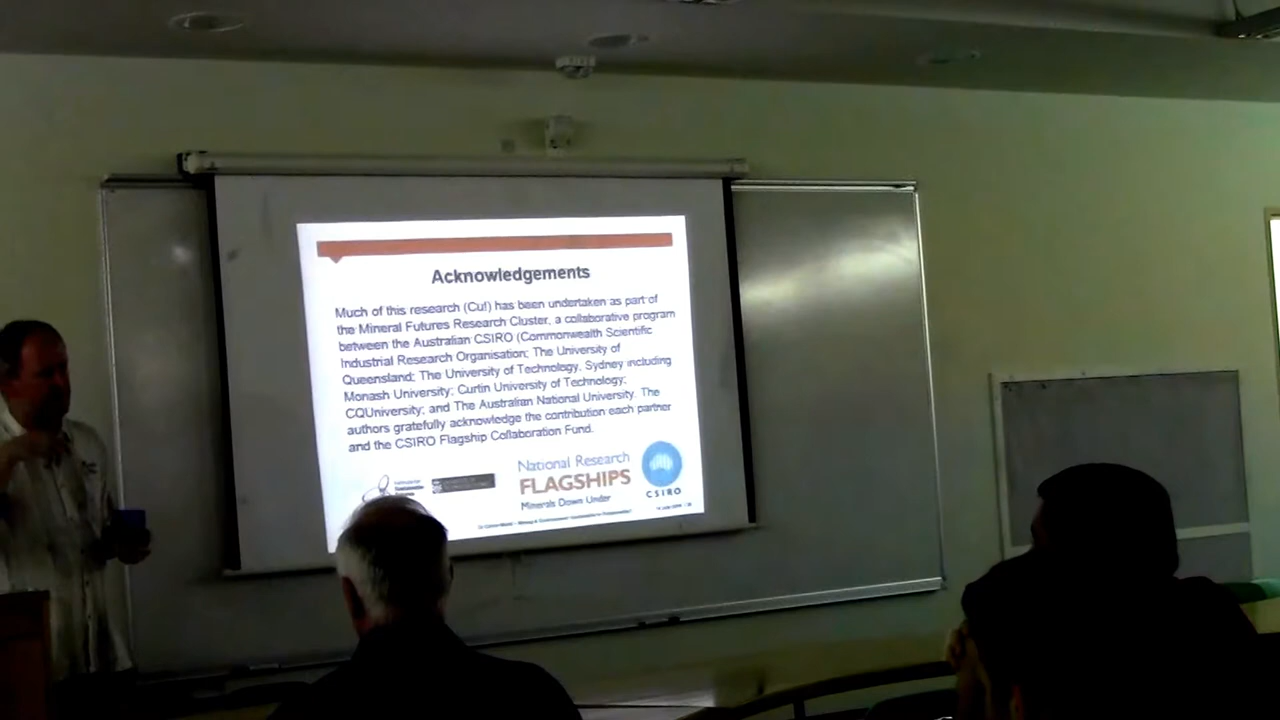 Acknowledgements
Much of this research (Cu!) has been undertaken as part of
the Mineral Futures Research Cluster, a collaborative program
between the Australian CSIRO (Commonwealth Scientific
Industrial Research Organisation; The University of
Queensland; The University of Technology, Sydney including
Monash University; Curtin University of Technology;
CQUniversity; and The Australian National University. The
authors gratefully acknowledge the contribution each partner
and the CSIRO Flagship Collaboration Fund.
National Research
FLAGSHIPS
Minerals Down Under
CSIRO